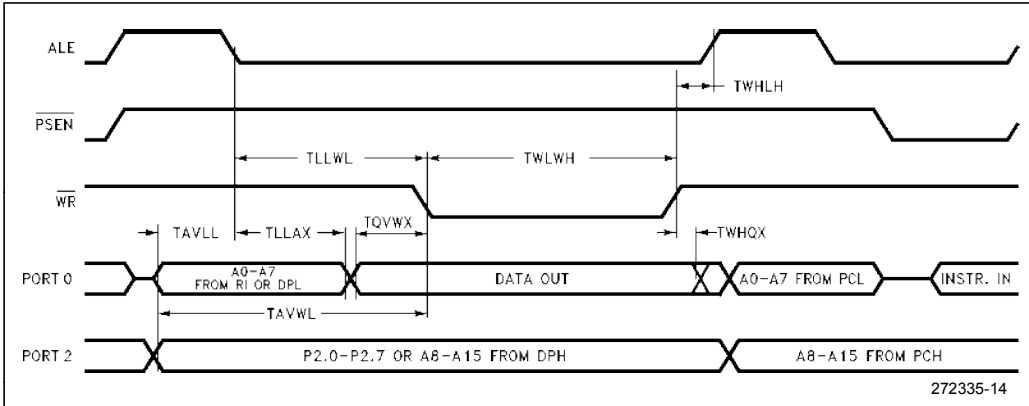 ALE
TWHLH
PSEN
TLLWL
TWLWH
WR
TAVLL
TLLAX
TQVWX
TWHQX
PORT 0
A0-A7
FROM RI OR DPL
DATA OUT
A0-A7 FROM PCL
INSTR. IN
TAVWL
PORT 2
P2.0-P2.7 OR A8-A15 FROM DPH
A8-A15 FROM PCH
272335-14